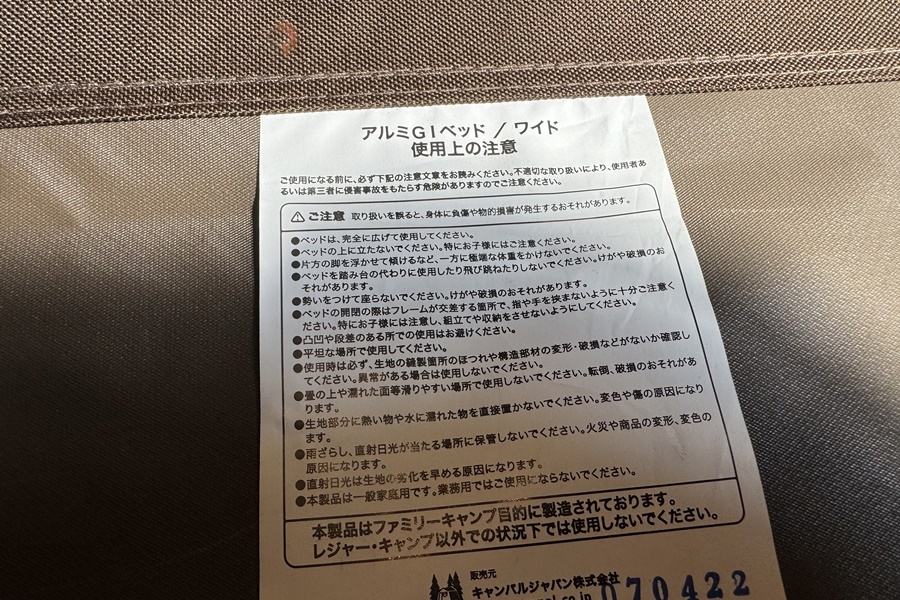 アルミGIベッド / ワイド
使用上の注意
ご使用になる前に、必ず下記の注意文章をお読みください。不適切な取り扱いにより、使用者あ
るいは第三者に侵害事故をもたらす危険がありますのでご注意ください。
ご注意 取り扱いを誤ると、身体に負傷や物的損害が発生するおそれがあります。
●ベッドは、完全に広げて使用してください。
●ベッドの上に立たないでください。特にお子様にはご注意ください。
●片方の脚を浮かせて傾けるなど、一方に極端な体重をかけないでください。
●ベッドを踏み台の代わりに使用したり飛び跳ねたりしないでください。けがや破損のお
それがあります。
●勢いをつけて座らないでください。けがや破損のおそれがあります。
●ベッドの開閉の際はフレームが交差する箇所で、指や手を挟まないように十分ご注意く
ださい。特にお子様には注意し、組立てや収納をさせないようにしてください。
●凸凹や段差のある所での使用はお避けください。
●平坦な場所で使用してください。
●使用時は必ず、生地の縫製箇所のほつれや構造部材の変形・破損などがないか確認し
てください。異常がある場合は使用しないでください。
●畳の上や濡れた面等滑りやすい場所で使用しないでください。転倒、破損のおそれがあ
ります。
●生地部分に熱い物や水に濡れた物を直接置かないでください。変色や傷の原因になり
ます。
●雨ざらし、直射日光が当たる場所に保管しないでください。火災や商品の変形、変色の
原因になります。
●直射日光は生地の劣化を早める原因になります。
●本製品は一般家庭用です。業務用ではご使用にならないでください。
本製品はファミリーキャンプ目的に製造されております。
レジャー・キャンプ以外での状況下では使用しないでください。
販売元
キャンパルジャパン株式会社
070422